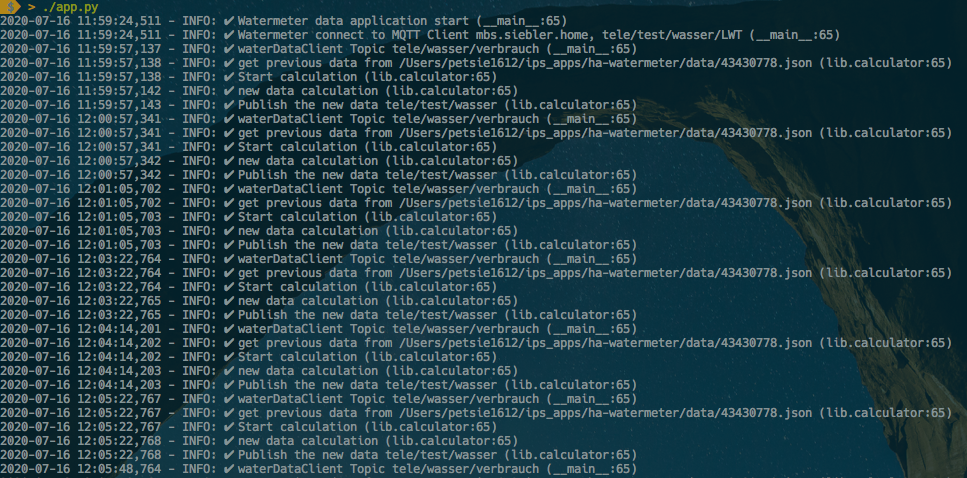 $ > ./app.py
2020-07-16 11:59:24,511 - INFO: ✔ Watermeter data application start (__main__:65)
2020-07-16 11:59:24,511 - INFO: ✔ Watermeter connect to MQTT Client mbs.siebler.home, tele/test/wasser/LWT (__main__:65)
2020-07-16 11:59:57,137 - INFO: ✔ waterDataClient Topic tele/wasser/verbrauch (__main__:65)
2020-07-16 11:59:57,138 - INFO: ✔ get previous data from /Users/petsie1612/ips_apps/ha-watermeter/data/43430778.json (lib.calculator:65)
2020-07-16 11:59:57,138 - INFO: ✔ Start calculation (lib.calculator:65)
2020-07-16 11:59:57,142 - INFO: ✔ new data calculation (lib.calculator:65)
2020-07-16 11:59:57,143 - INFO: ✔ Publish the new data tele/test/wasser (lib.calculator:65)
2020-07-16 12:00:57,341 - INFO: ✔ waterDataClient Topic tele/wasser/verbrauch (__main__:65)
2020-07-16 12:00:57,341 - INFO: ✔ get previous data from /Users/petsie1612/ips_apps/ha-watermeter/data/43430778.json (lib.calculator:65)
2020-07-16 12:00:57,341 - INFO: ✔ Start calculation (lib.calculator:65)
2020-07-16 12:00:57,342 - INFO: ✔ new data calculation (lib.calculator:65)
2020-07-16 12:00:57,342 - INFO: ✔ Publish the new data tele/test/wasser (lib.calculator:65)
2020-07-16 12:01:05,702 - INFO: ✔ waterDataClient Topic tele/wasser/verbrauch (__main__:65)
2020-07-16 12:01:05,702 - INFO: ✔ get previous data from /Users/petsie1612/ips_apps/ha-watermeter/data/43430778.json (lib.calculator:65)
2020-07-16 12:01:05,703 - INFO: ✔ Start calculation (lib.calculator:65)
2020-07-16 12:01:05,703 - INFO: ✔ new data calculation (lib.calculator:65)
2020-07-16 12:01:05,703 - INFO: ✔ Publish the new data tele/test/wasser (lib.calculator:65)
2020-07-16 12:03:22,764 - INFO: ✔ waterDataClient Topic tele/wasser/verbrauch (__main__:65)
2020-07-16 12:03:22,764 - INFO: ✔ get previous data from /Users/petsie1612/ips_apps/ha-watermeter/data/43430778.json (lib.calculator:65)
2020-07-16 12:03:22,764 - INFO: ✔ Start calculation (lib.calculator:65)
2020-07-16 12:03:22,765 - INFO: ✔ new data calculation (lib.calculator:65)
2020-07-16 12:03:22,765 - INFO: ✔ Publish the new data tele/test/wasser (lib.calculator:65)
2020-07-16 12:04:14,201 - INFO: ✔ waterDataClient Topic tele/wasser/verbrauch (__main__:65)
2020-07-16 12:04:14,202 - INFO: ✔ get previous data from /Users/petsie1612/ips_apps/ha-watermeter/data/43430778.json (lib.calculator:65)
2020-07-16 12:04:14,202 - INFO: ✔ Start calculation (lib.calculator:65)
2020-07-16 12:04:14,203 - INFO: ✔ new data calculation (lib.calculator:65)
2020-07-16 12:04:14,203 - INFO: ✔ Publish the new data tele/test/wasser (lib.calculator:65)
2020-07-16 12:05:22,767 - INFO: ✔ waterDataClient Topic tele/wasser/verbrauch (__main__:65)
2020-07-16 12:05:22,767 - INFO: ✔ get previous data from /Users/petsie1612/ips_apps/ha-watermeter/data/43430778.json (lib.calculator:65)
2020-07-16 12:05:22,767 - INFO: ✔ Start calculation (lib.calculator:65)
2020-07-16 12:05:22,768 - INFO: ✔ new data calculation (lib.calculator:65)
2020-07-16 12:05:22,768 - INFO: ✔ Publish the new data tele/test/wasser (lib.calculator:65)
2020-07-16 12:05:48,764 - INFO: ✔ waterDataClient Topic tele/wasser/verbrauch (__main__:65)